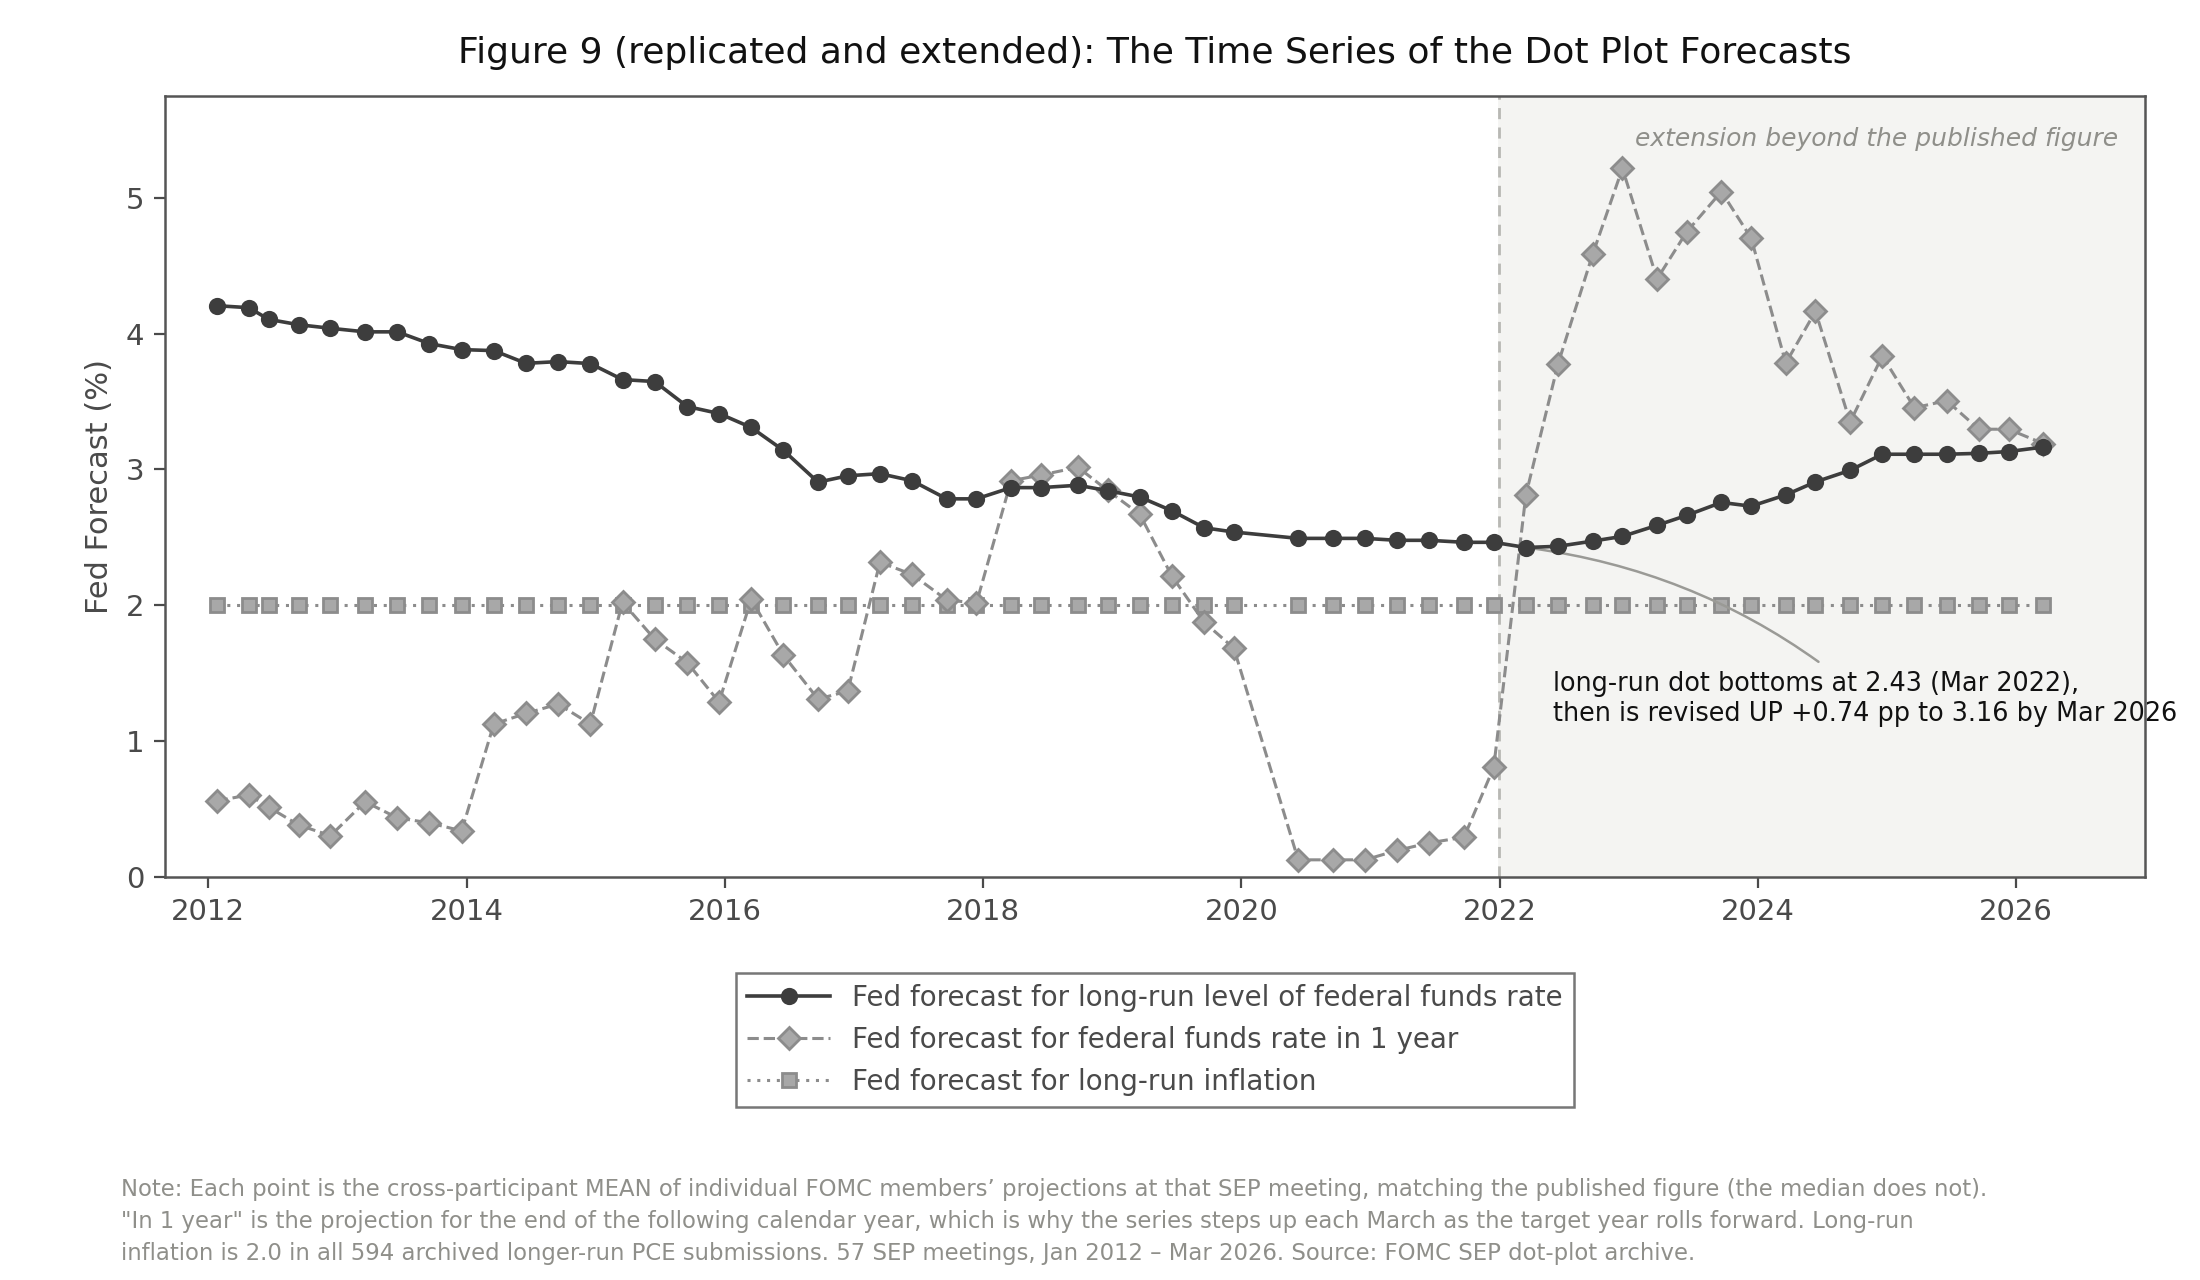 Figure 9 (replicated and extended): The Time Series of the Dot Plot Forecasts
extension beyond the published figure
Fed Forecast (%)
5
4
3
2
1
0
long-run dot bottoms at 2.43 (Mar 2022),
then is revised UP +0.74 pp to 3.16 by Mar 2026
2012 2014 2016 2018 2020 2022 2024 2026
Fed forecast for long-run level of federal funds rate
Fed forecast for federal funds rate in 1 year
Fed forecast for long-run inflation
Note: Each point is the cross-participant MEAN of individual FOMC members’ projections at that SEP meeting, matching the published figure (the median does not).
"In 1 year" is the projection for the end of the following calendar year, which is why the series steps up each March as the target year rolls forward. Long-run
inflation is 2.0 in all 594 archived longer-run PCE submissions. 57 SEP meetings, Jan 2012 – Mar 2026. Source: FOMC SEP dot-plot archive.